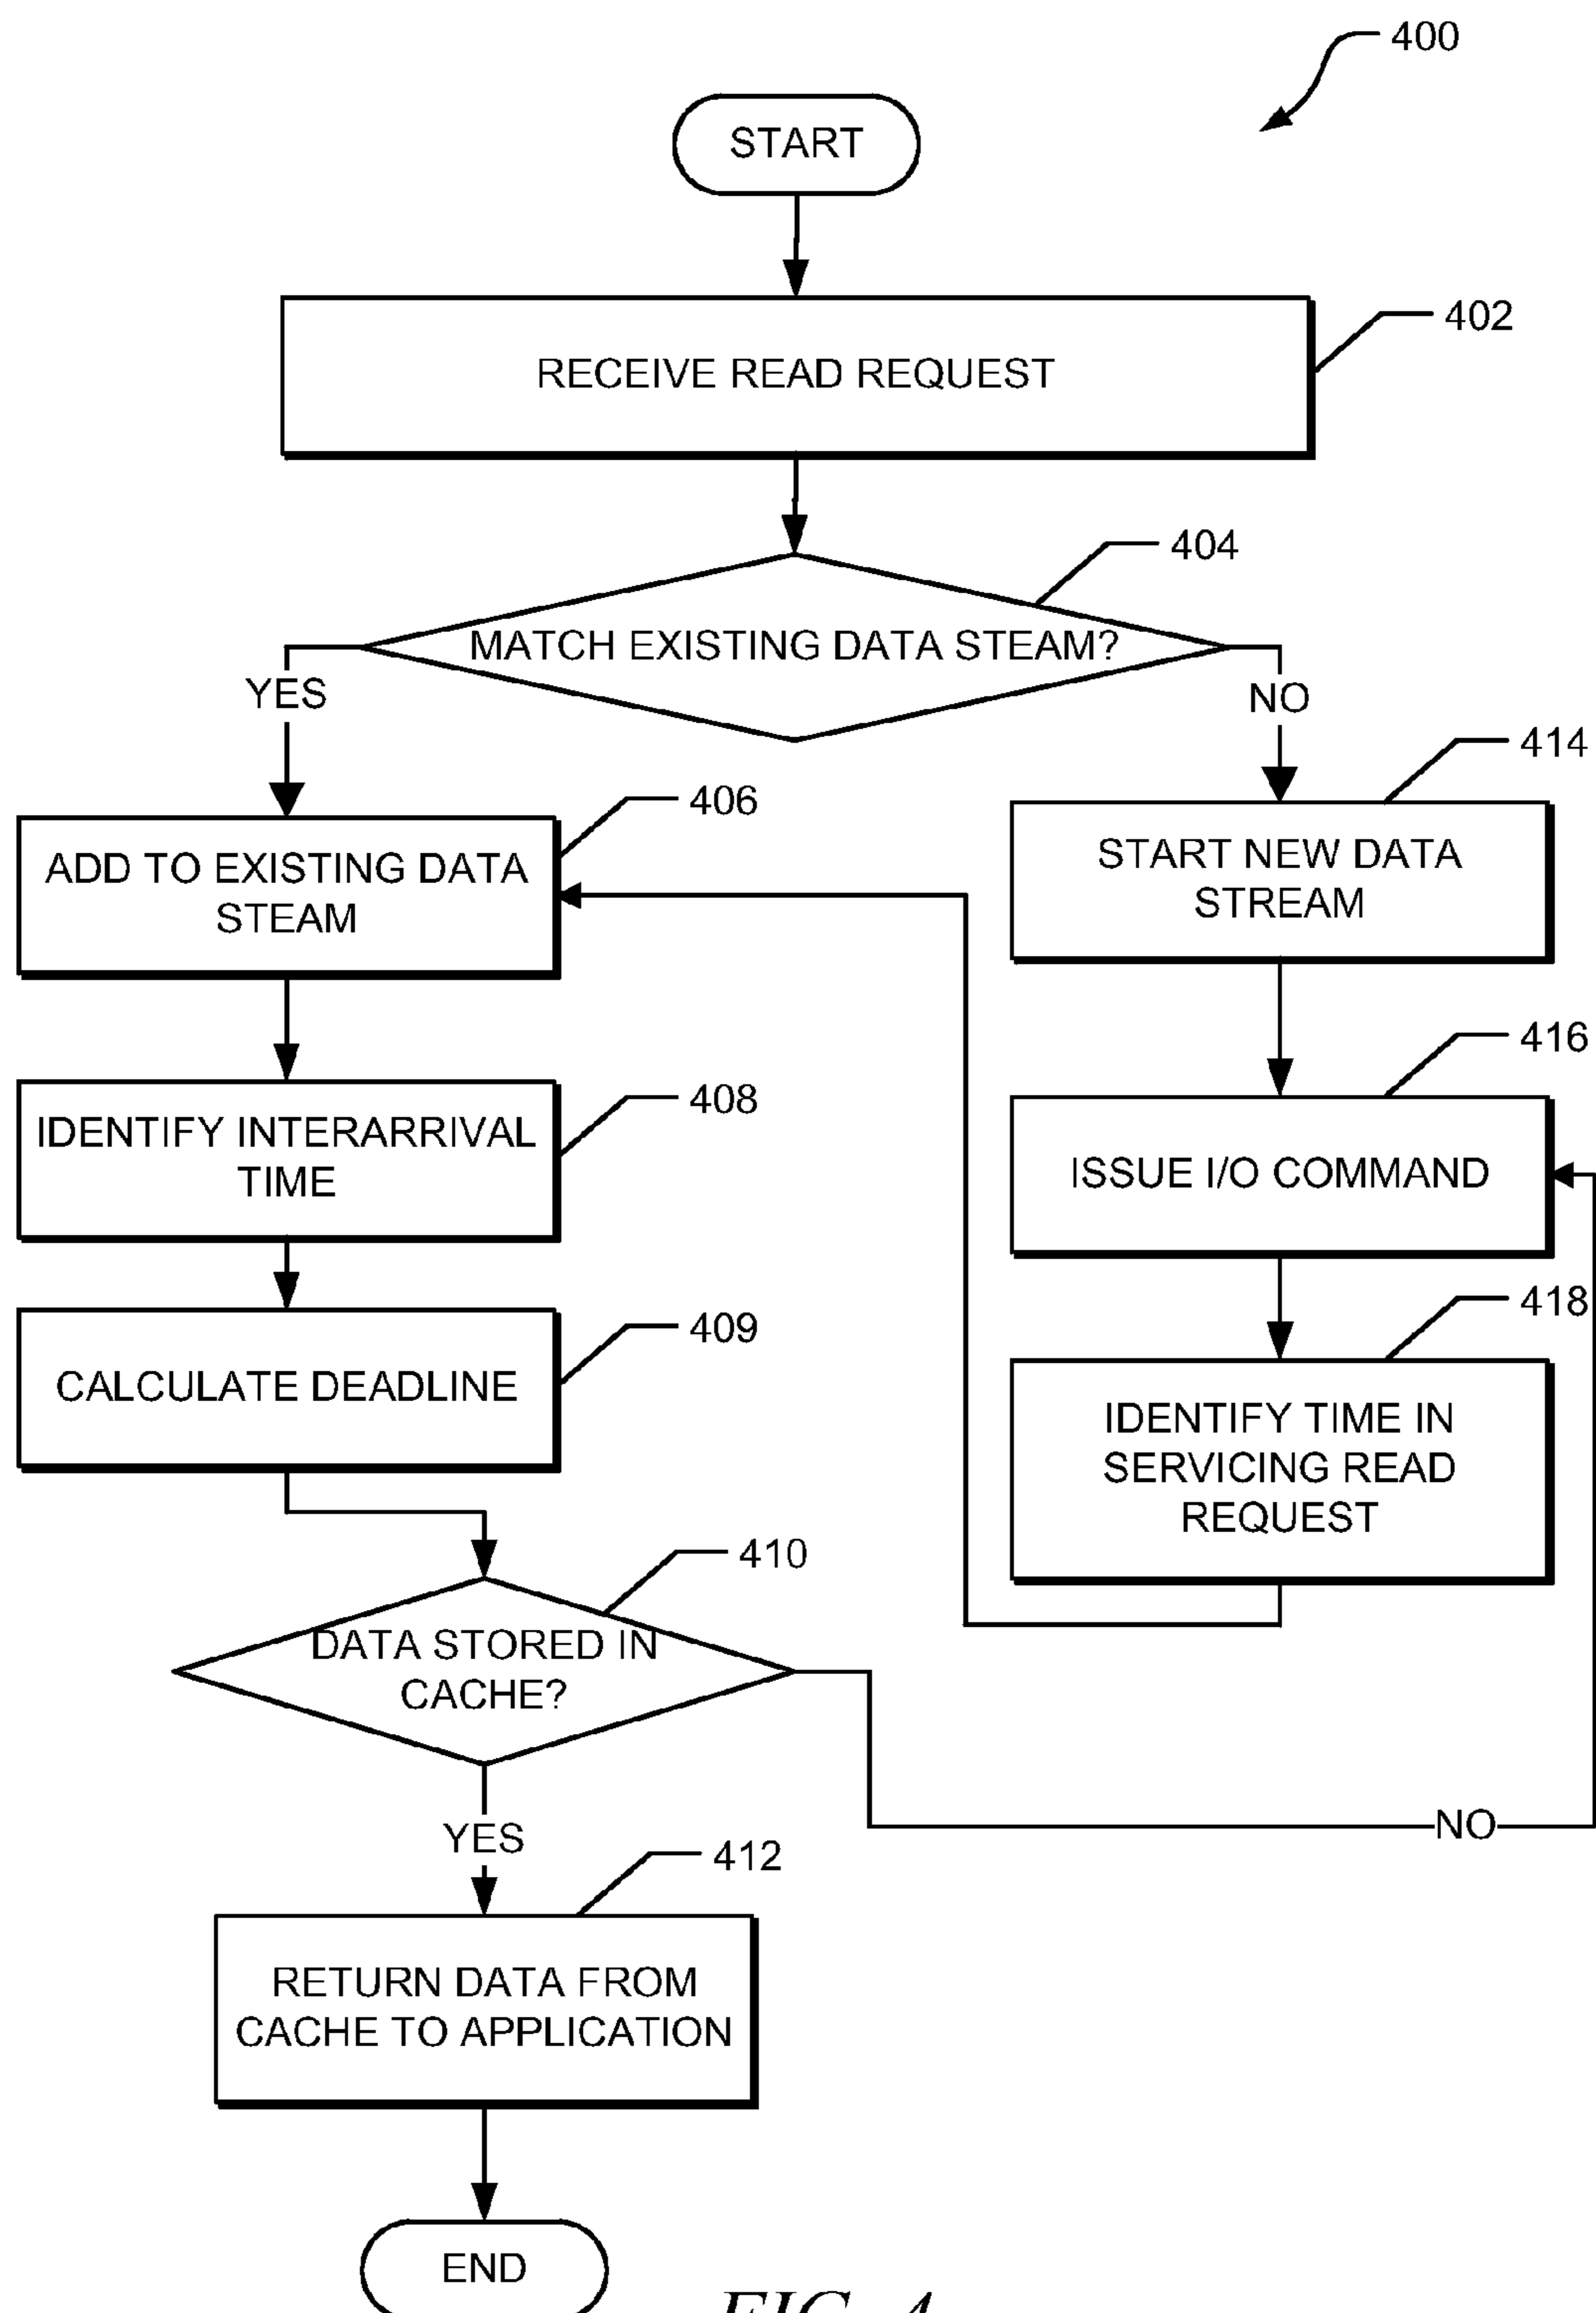 400
START
RECEIVE READ REQUEST
402
404
MATCH EXISTING DATA STEAM?
YES
NO
414
406
ADD TO EXISTING DATA
STEAM
START NEW DATA
STREAM
416
408
IDENTIFY INTERARRIVAL
TIME
ISSUE I/O COMMAND
418
409
CALCULATE DEADLINE
IDENTIFY TIME IN
SERVICING READ
REQUEST
410
DATA STORED IN
CACHE?
NO
YES
412
RETURN DATA FROM
CACHE TO APPLICATION
END
FIG. 4